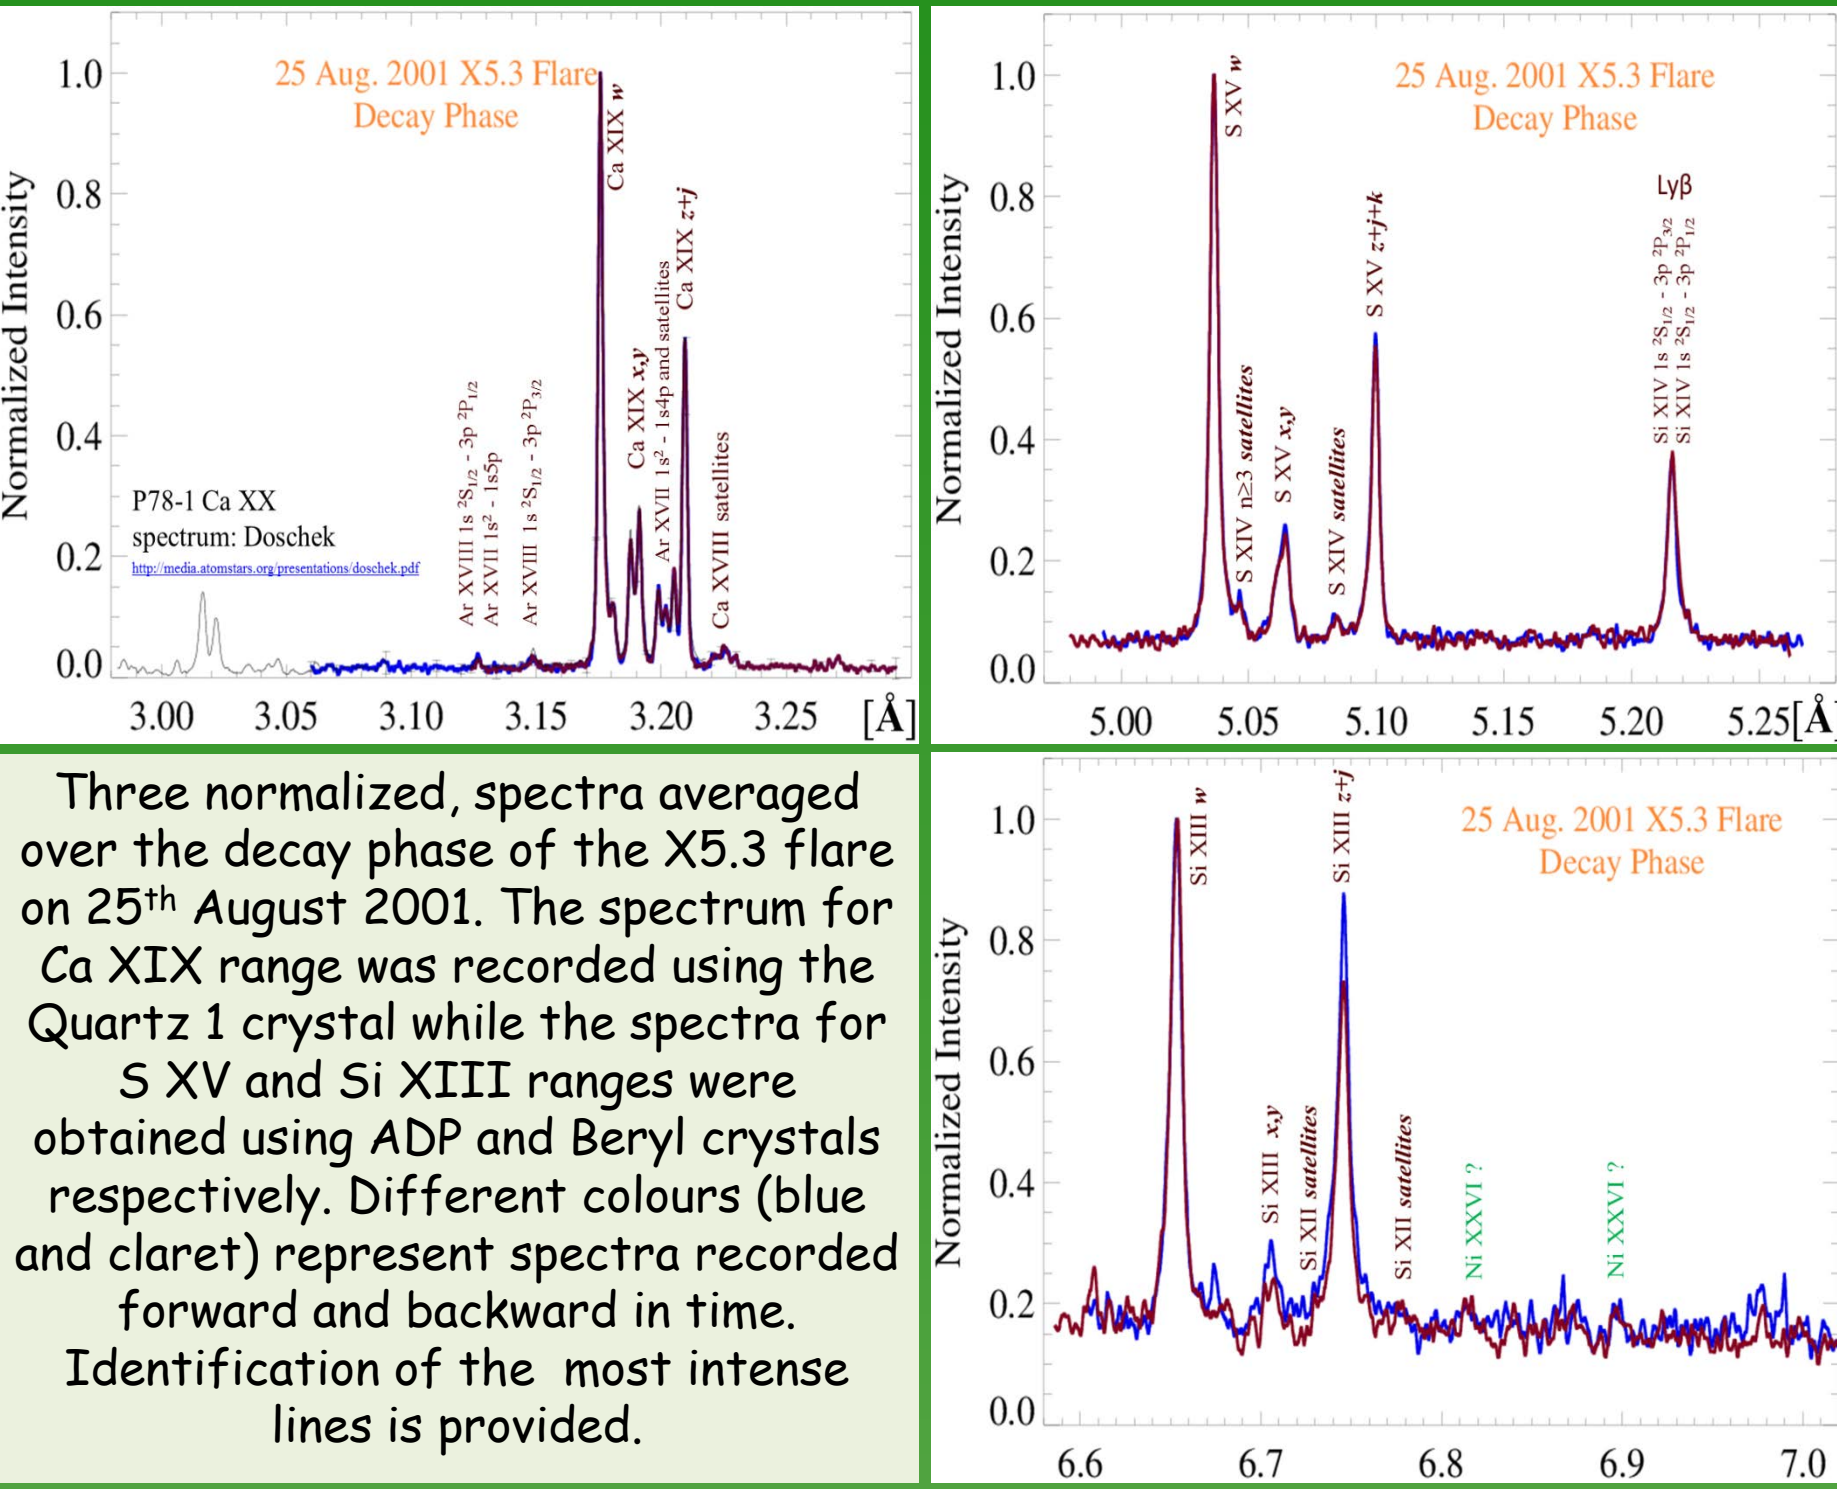 25 Aug. 2001 X5.3 Flare
Decay Phase
Normalized Intensity
1.0
0.8
0.6
0.4
0.2
0.0
Ca XIX w
Ca XIX z+j
Ca XIX x,y
Ar XVII 1s² - 1s4p and satellites
Ca XVIII satellites
Ar XVIII 1s ²S1/2 - 3p ²P1/2
Ar XVII 1s² - 1s5p
Ar XVIII 1s ²S1/2 - 3p ²P3/2
P78-1 Ca XX
spectrum: Doschek
http://media.atomstars.org/presentations/doschek.pdf
3.00 3.05 3.10 3.15 3.20 3.25 [Å]
25 Aug. 2001 X5.3 Flare
Decay Phase
Normalized Intensity
1.0
0.8
0.6
0.4
0.2
0.0
S XV w
S XIV n≥3 satellites
S XV x,y
S XIV satellites
S XV z+j+k
Lyβ
Si XIV 1s ²S1/2 - 3p ²P3/2
Si XIV 1s ²S1/2 - 3p ²P1/2
5.00 5.05 5.10 5.15 5.20 5.25[Å]
Three normalized, spectra averaged
over the decay phase of the X5.3 flare
on 25th August 2001. The spectrum for
Ca XIX range was recorded using the
Quartz 1 crystal while the spectra for
S XV and Si XIII ranges were
obtained using ADP and Beryl crystals
respectively. Different colours (blue
and claret) represent spectra recorded
forward and backward in time.
Identification of the most intense
lines is provided.
25 Aug. 2001 X5.3 Flare
Decay Phase
Normalized Intensity
1.0
0.8
0.6
0.4
0.2
0.0
Si XIII w
Si XIII x,y
Si XII satellites
Si XIII z+j
Si XII satellites
Ni XXVI ?
Ni XXVI ?
6.6 6.7 6.8 6.9 7.0